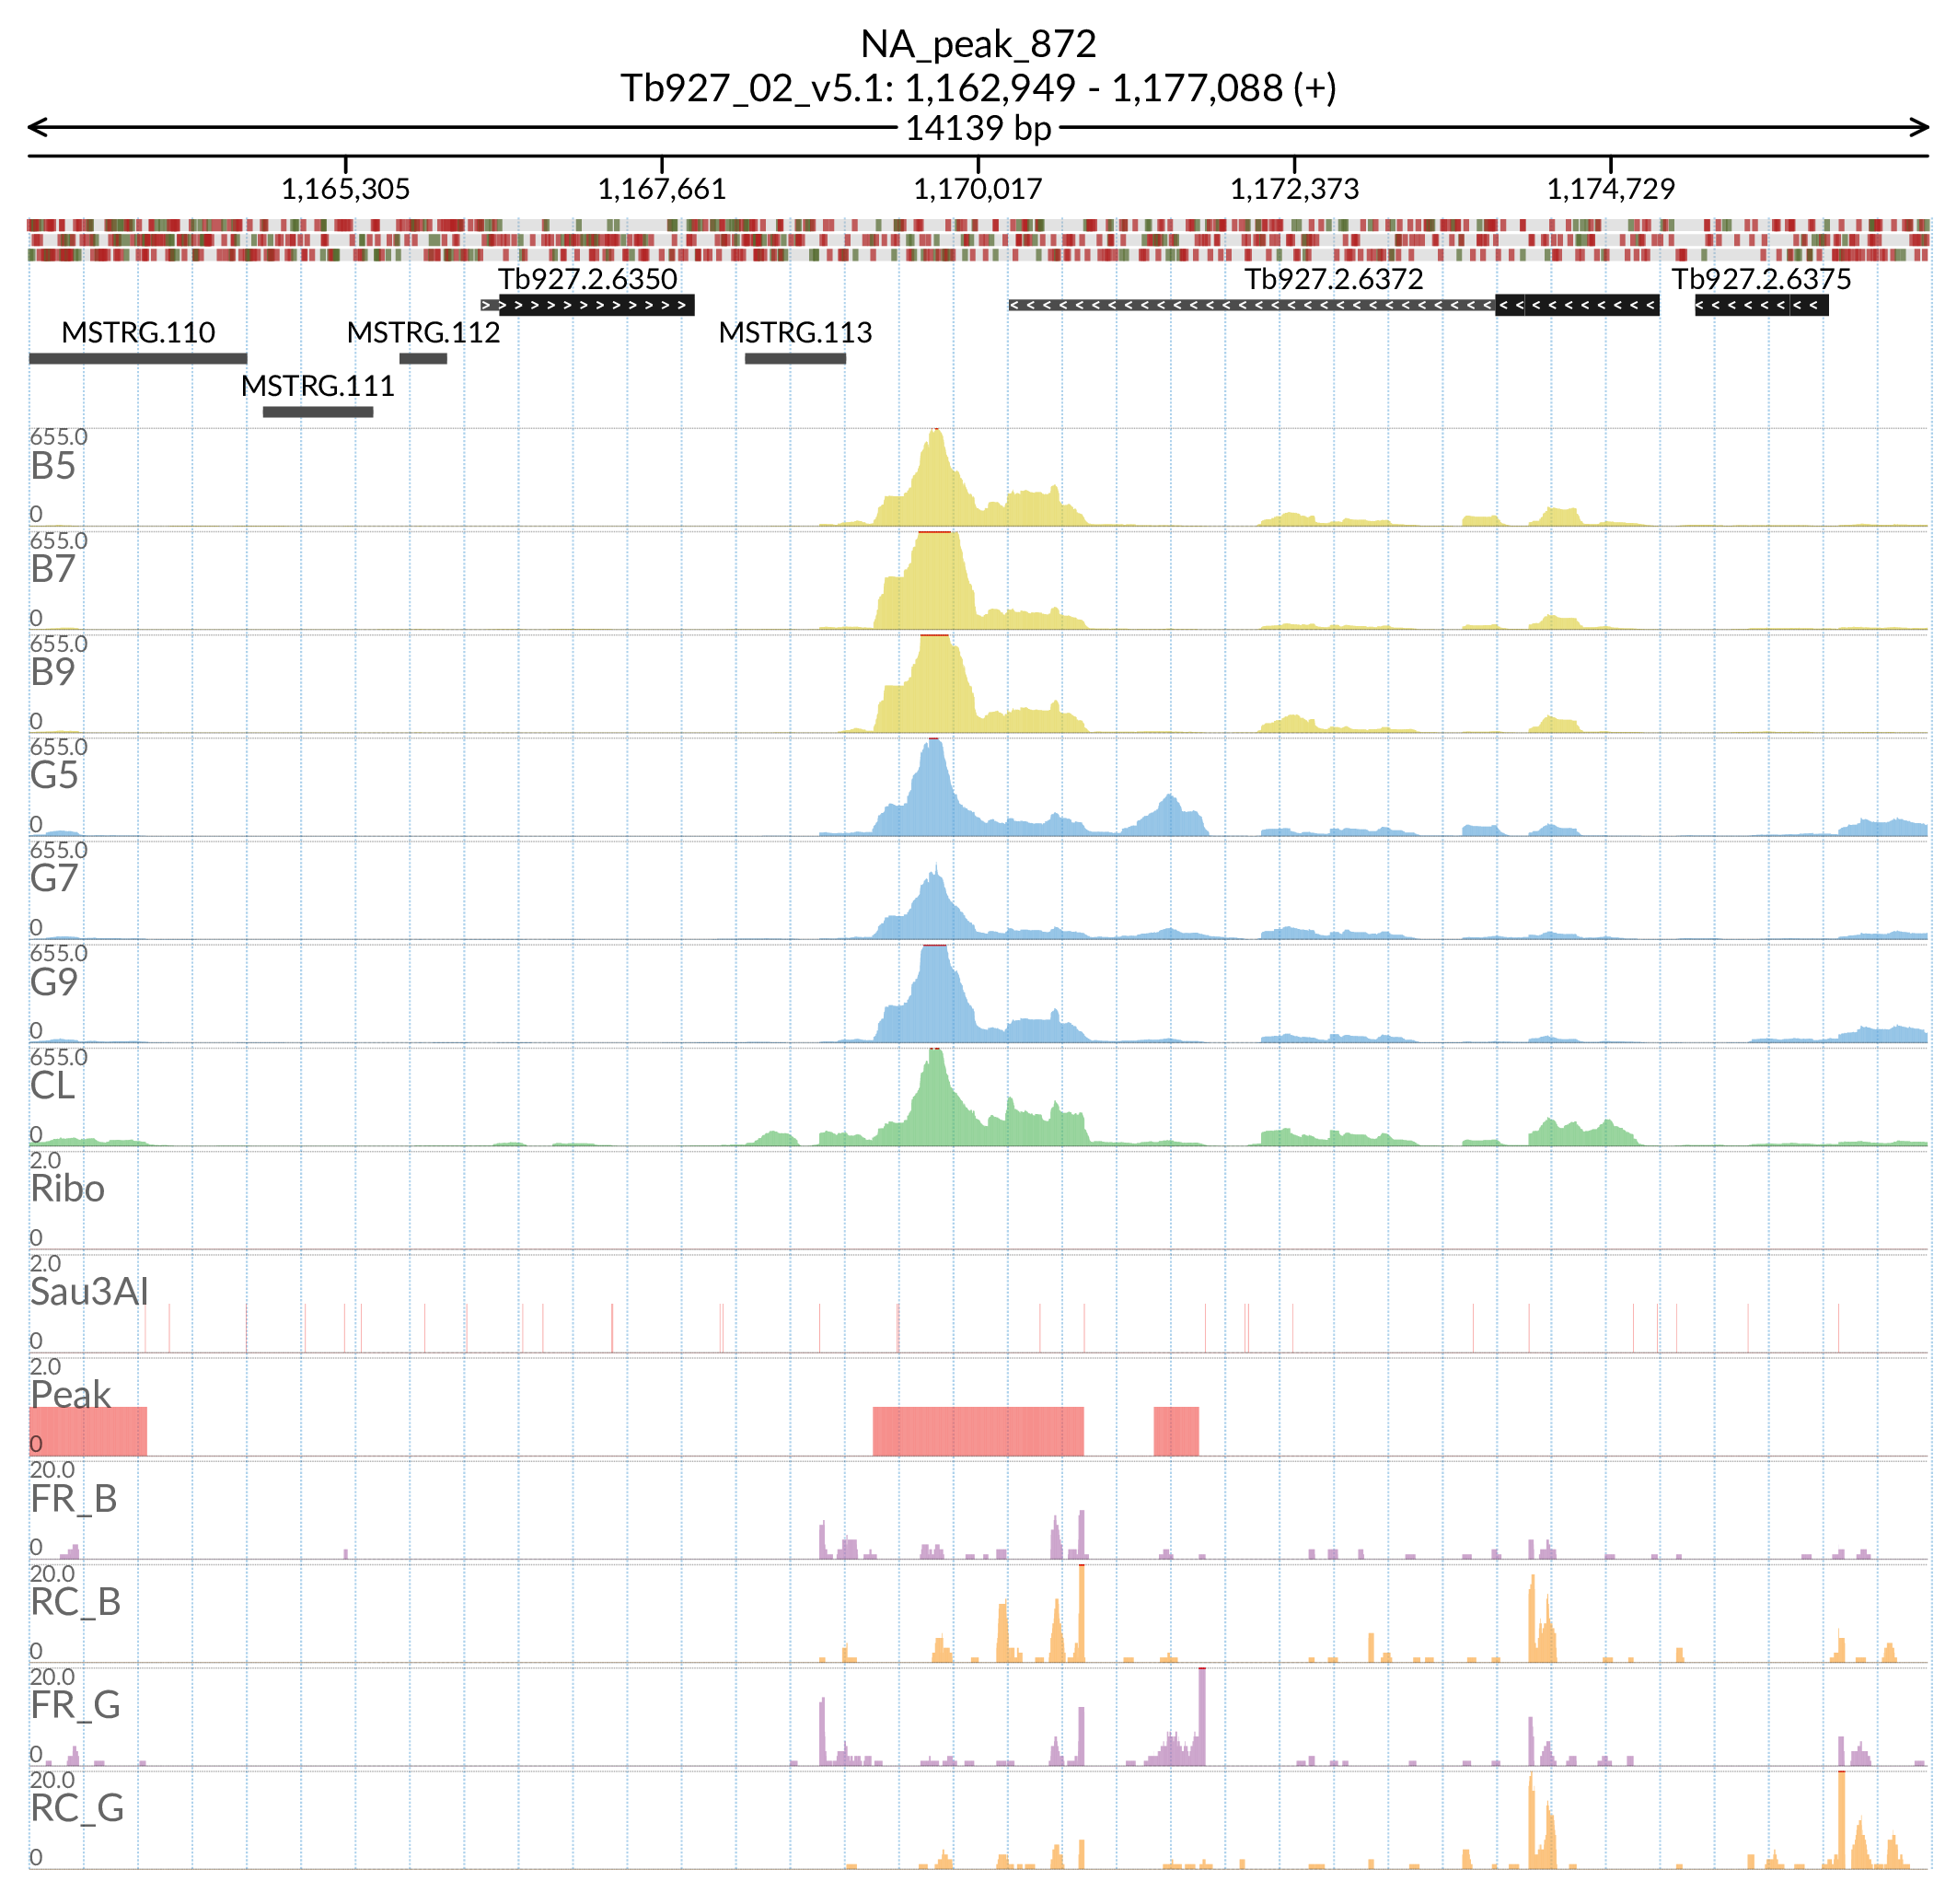 NA_peak_872
Tb927_02_v5.1: 1,162,949 - 1,177,088 (+)
14139 bp
1,165,305 1,167,661 1,170,017 1,172,373 1,174,729
Tb927.2.6350 Tb927.2.6372 Tb927.2.6375
MSTRG.110 MSTRG.112 MSTRG.113
MSTRG.111
655.0
B5
0
655.0
B7
0
655.0
B9
0
655.0
G5
0
655.0
G7
0
655.0
G9
0
655.0
CL
0
2.0
Ribo
0
2.0
Sau3AI
0
2.0
Peak
0
20.0
FR_B
0
20.0
RC_B
0
20.0
FR_G
0
20.0
RC_G
0